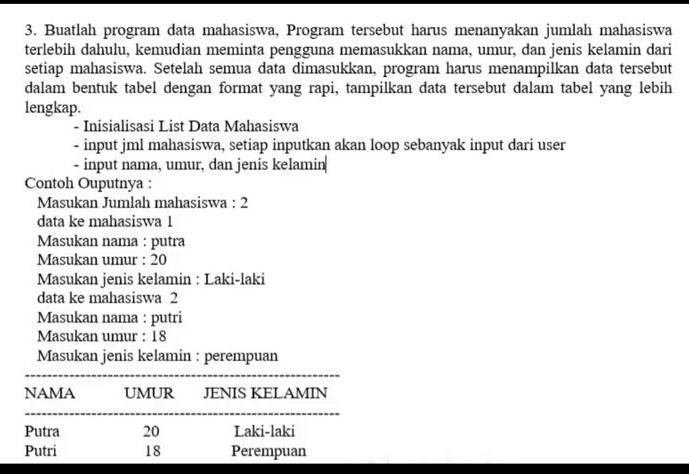 3. Buatlah program data mahasiswa, Program tersebut harus menanyakan jumlah mahasiswa
terlebih dahulu, kemudian meminta pengguna memasukkan nama, umur, dan jenis kelamin dari
setiap mahasiswa. Setelah semua data dimasukkan, program harus menampilkan data tersebut
dalam bentuk tabel dengan format yang rapi, tampilkan data tersebut dalam tabel yang lebih
lengkap.
- Inisialisasi List Data Mahasiswa
- input jml mahasiswa, setiap inputkan akan loop sebanyak input dari user
- input nama, umur, dan jenis kelamin
Contoh Ouputnya :
Masukan Jumlah mahasiswa : 2
data ke mahasiswa 1
Masukan nama : putra
Masukan umur : 20
Masukan jenis kelamin : Laki-laki
data ke mahasiswa 2
Masukan nama : putri
Masukan umur : 18
Masukan jenis kelamin : perempuan
------------------------------------------------------------
NAMA UMUR JENIS KELAMIN
------------------------------------------------------------
Putra 20 Laki-laki
Putri 18 Perempuan